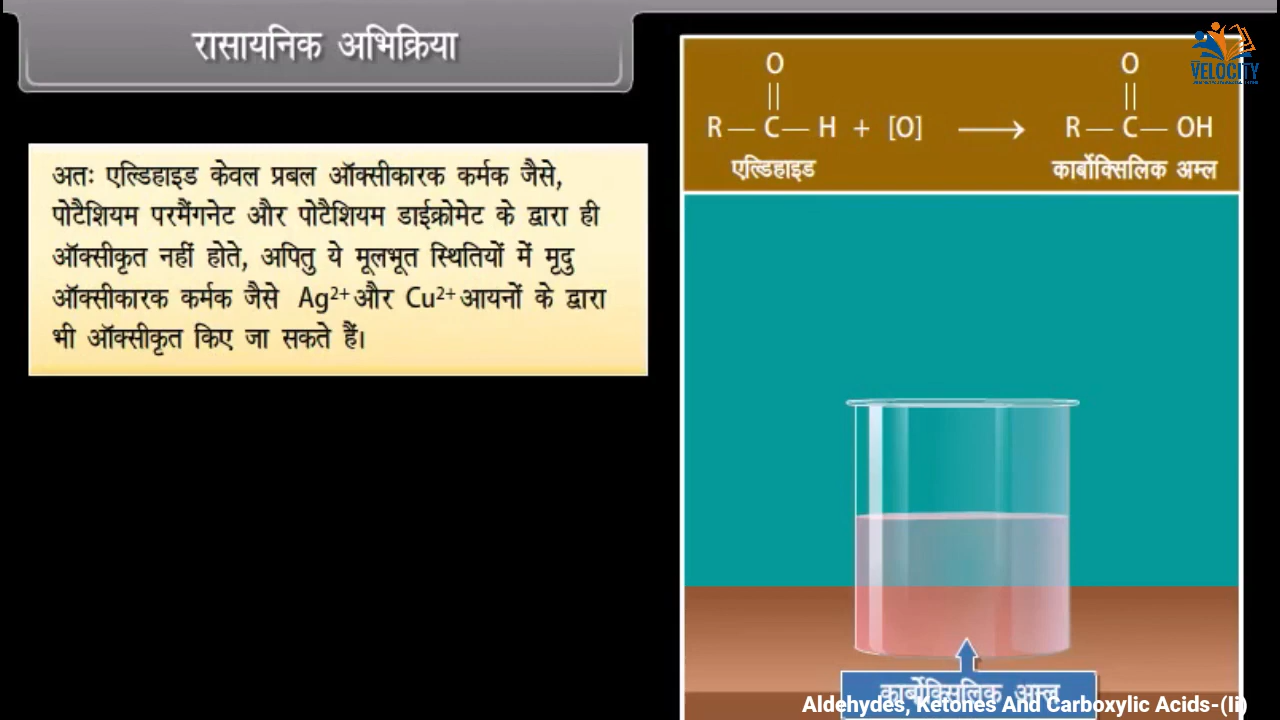 रासायनिक अभिक्रिया
अतः एल्डिहाइड केवल प्रबल ऑक्सीकारक कर्मक जैसे,
पोटैशियम परमैंगनेट और पोटैशियम डाईक्रोमेट के द्वारा ही
ऑक्सीकृत नहीं होते, अपितु ये मूलभूत स्थितियों में मृदु
ऑक्सीकारक कर्मक जैसे Ag²⁺ और Cu²⁺ आयनों के द्वारा
भी ऑक्सीकृत किए जा सकते हैं।
VELOCITY
O O
|| ||
R — C — H + [O] ⟶ R — C — OH
एल्डिहाइड कार्बोक्सिलिक अम्ल
कार्बोक्सिलिक अम्ल
Aldehydes, Ketones And Carboxylic Acids-(Ii)